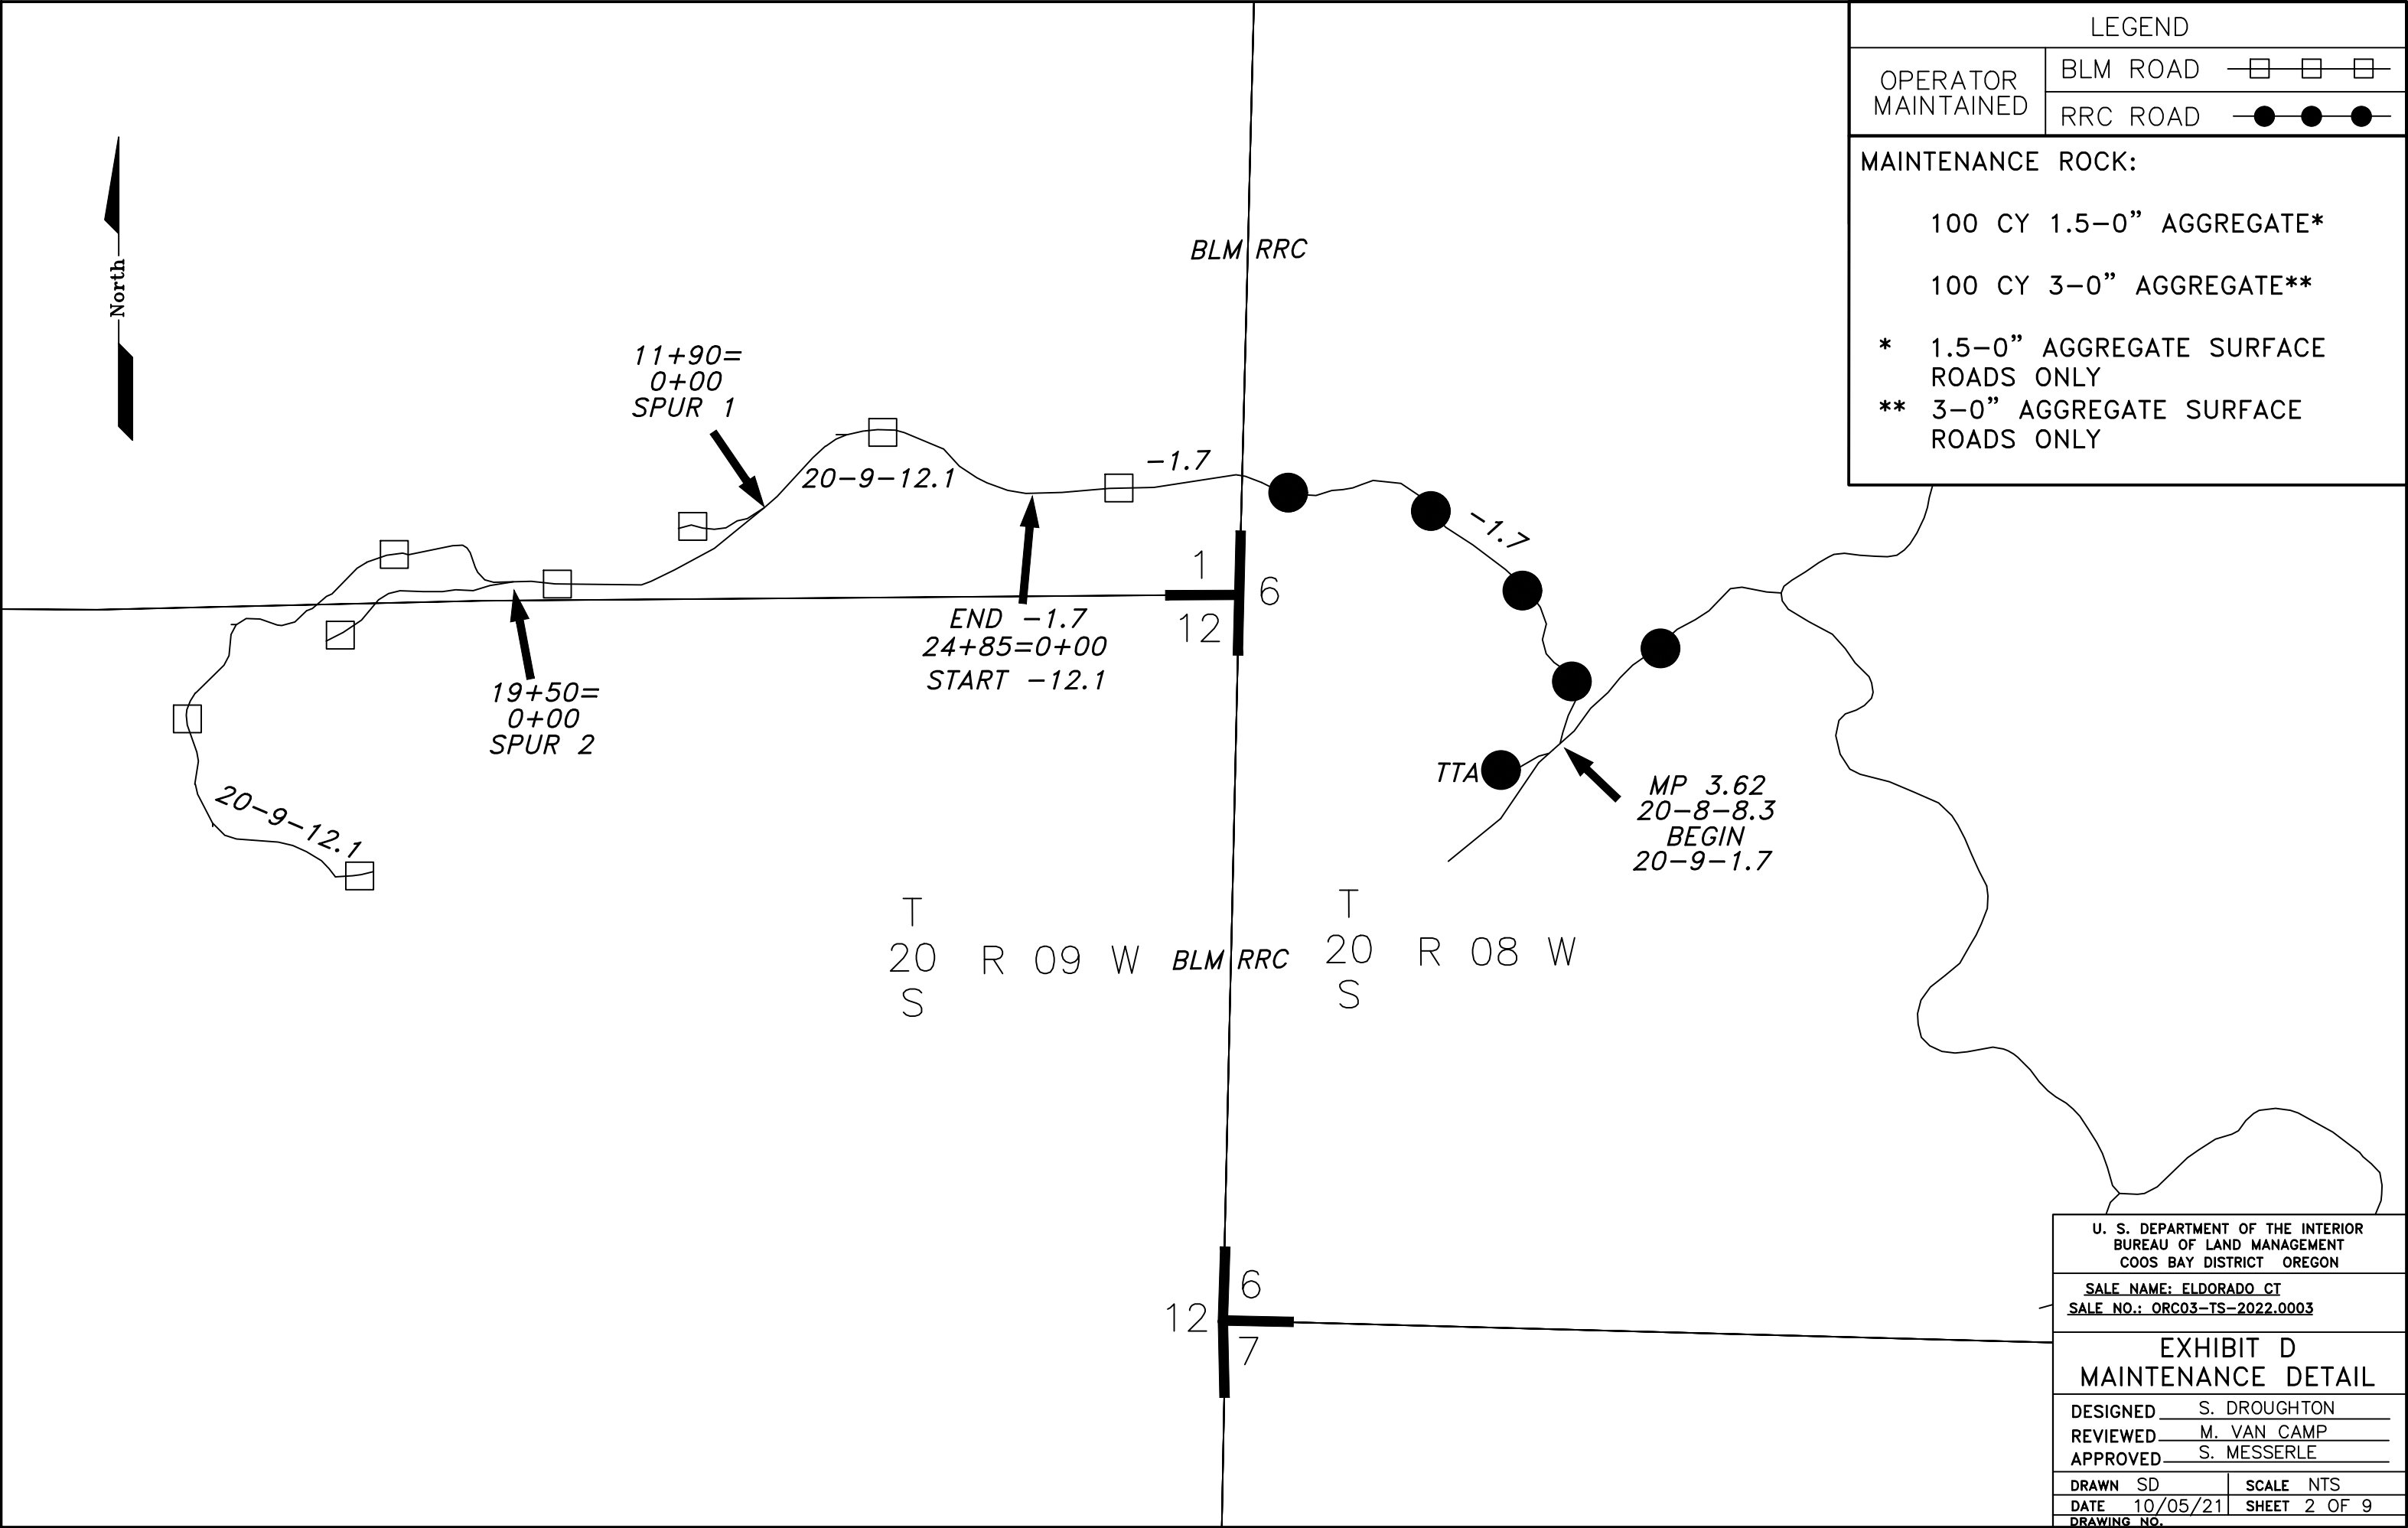 LEGEND
OPERATOR
MAINTAINED
BLM ROAD
RRC ROAD
MAINTENANCE ROCK:
100 CY 1.5-0" AGGREGATE*
100 CY 3-0" AGGREGATE**
* 1.5-0" AGGREGATE SURFACE
ROADS ONLY
** 3-0" AGGREGATE SURFACE
ROADS ONLY
North
BLM RRC
11+90=
0+00
SPUR 1
20-9-12.1
-1.7
-1.7
1
6
12
END -1.7
24+85=0+00
START -12.1
19+50=
0+00
SPUR 2
20-9-12.1
TTA
MP 3.62
20-8-8.3
BEGIN
20-9-1.7
T
20 R 09 W
S
BLM RRC
T
20 R 08 W
S
6
12
7
U. S. DEPARTMENT OF THE INTERIOR
BUREAU OF LAND MANAGEMENT
COOS BAY DISTRICT OREGON
SALE NAME: ELDORADO CT
SALE NO.: ORC03-TS-2022.0003
EXHIBIT D
MAINTENANCE DETAIL
DESIGNED S. DROUGHTON
REVIEWED M. VAN CAMP
APPROVED S. MESSERLE
DRAWN SD SCALE NTS
DATE 10/05/21 SHEET 2 OF 9
DRAWING NO.